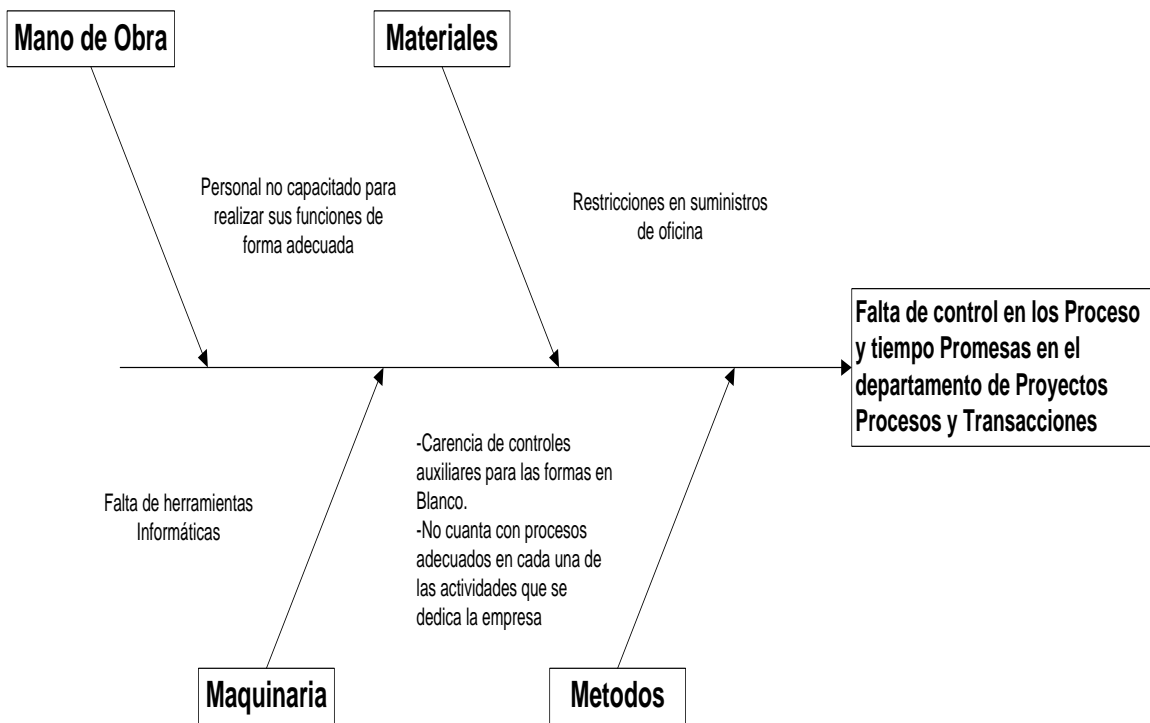 Mano de Obra
Materiales
Personal no capacitado para
realizar sus funciones de
forma adecuada
Restricciones en suministros
de oficina
Falta de control en los Proceso
y tiempo Promesas en el
departamento de Proyectos
Procesos y Transacciones
Falta de herramientas
Informáticas
-Carencia de controles
auxiliares para las formas en
Blanco.
-No cuanta con procesos
adecuados en cada una de
las actividades que se
dedica la empresa
Maquinaria
Metodos